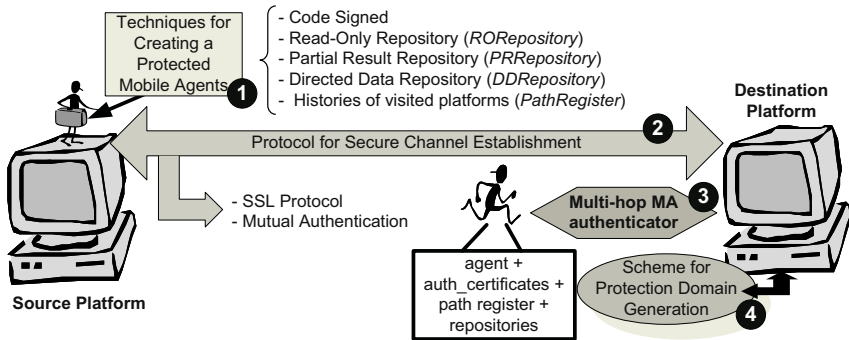 Techniques for
Creating a
Protected
Mobile Agents
1
- Code Signed
- Read-Only Repository (RORepository)
- Partial Result Repository (PRRepository)
- Directed Data Repository (DDRepository)
- Histories of visited platforms (PathRegister)
Destination
Platform
2
Protocol for Secure Channel Establishment
- SSL Protocol
- Mutual Authentication
3
Multi-hop MA
authenticator
agent +
auth_certificates +
path register +
repositories
Scheme for
Protection Domain
Generation
4
Source Platform